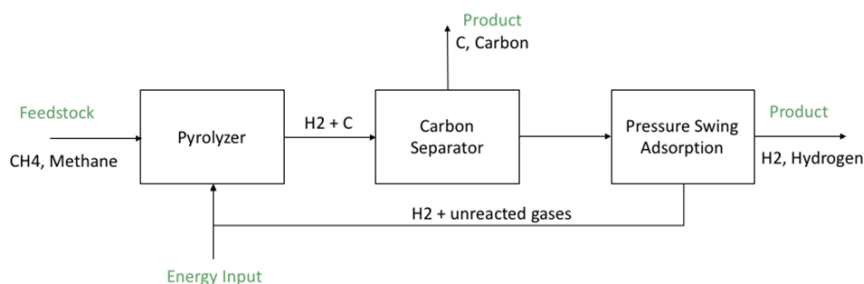 Product
C, Carbon
Feedstock
CH4, Methane
Pyrolyzer
H2 + C
Carbon
Separator
Pressure Swing
Adsorption
Product
H2, Hydrogen
H2 + unreacted gases
Energy Input